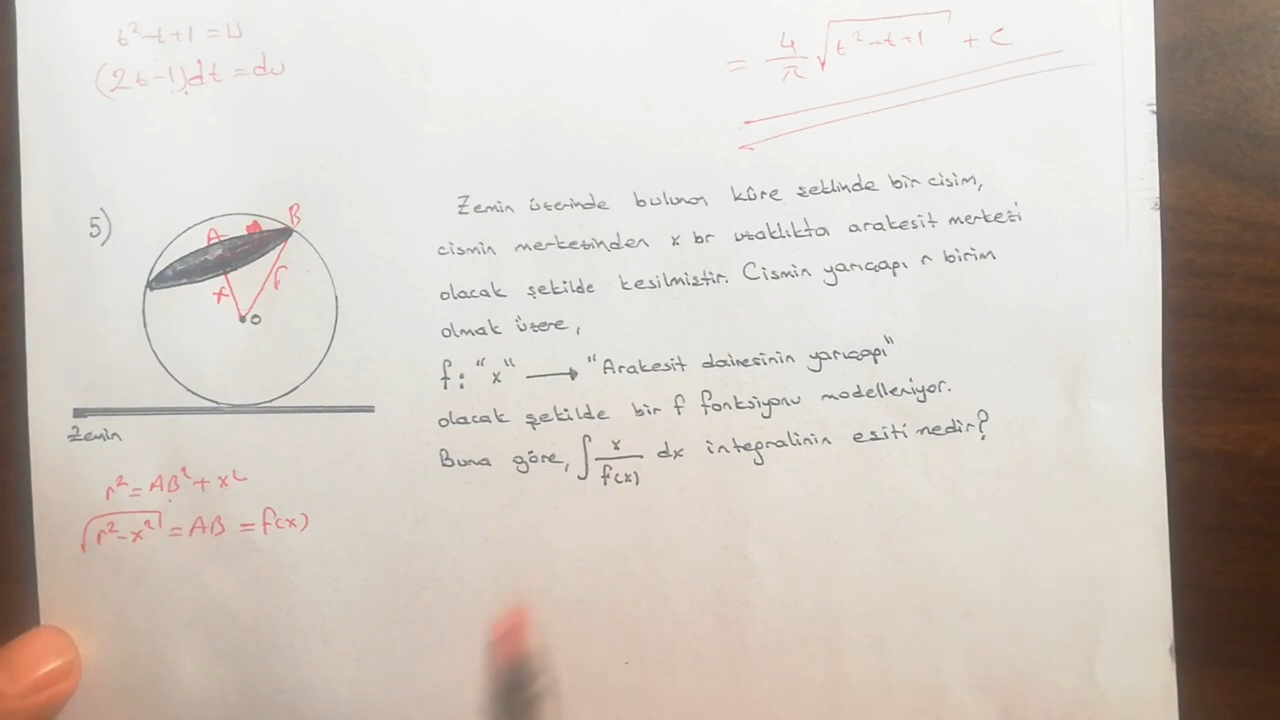 t²-t+1=U
(2t-1)dt=du
= 4/π √(t²-t+1) + C
5)
A
B
x
r
O
Zemin
r²=AB²+x²
√(r²-x²) = AB = f(x)
Zemin üzerinde bulunan küre şeklinde bir cisim,
cismin merkezinden x br uzaklıkta arakesit merkezi
olacak şekilde kesilmiştir. Cismin yarıçapı r birim
olmak üzere,
f: "x" → "Arakesit dairesinin yarıçapı"
olacak şekilde bir f fonksiyonu modelleniyor.
Buna göre, ∫ x/f(x) dx integralinin eşiti nedir?